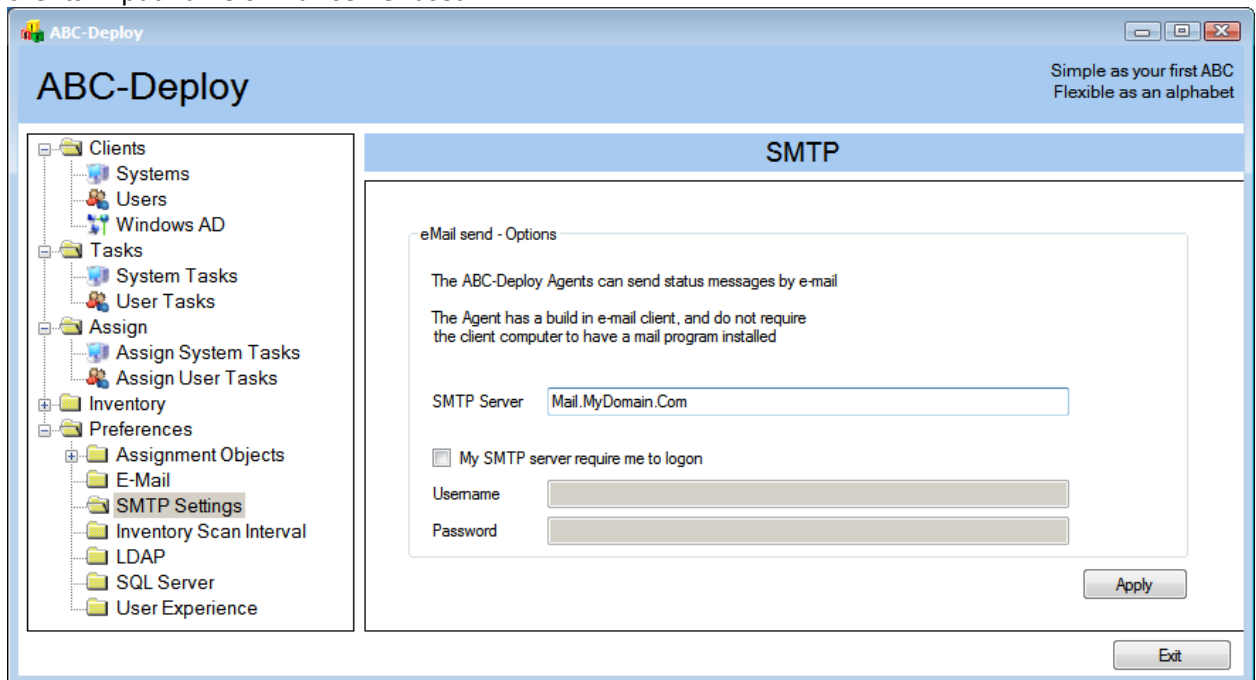 ABC-Deploy
ABC-Deploy
Simple as your first ABC
Flexible as an alphabet
Clients
Systems
Users
Windows AD
Tasks
System Tasks
User Tasks
Assign
Assign System Tasks
Assign User Tasks
Inventory
Preferences
Assignment Objects
E-Mail
SMTP Settings
Inventory Scan Interval
LDAP
SQL Server
User Experience
SMTP
eMail send - Options
The ABC-Deploy Agents can send status messages by e-mail
The Agent has a build in e-mail client, and do not require
the client computer to have a mail program installed
SMTP Server Mail.MyDomain.Com
My SMTP server require me to logon
Username
Password
Apply
Exit